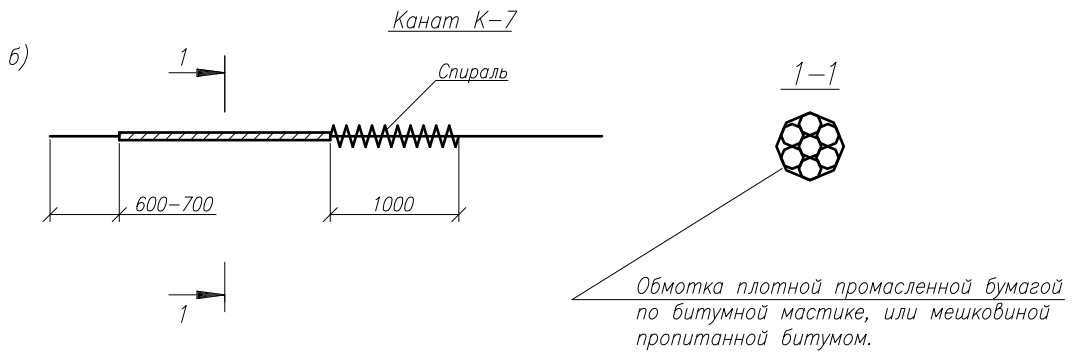 Канат К-7
б)
1
Спираль
1-1
600-700
1000
1
Обмотка плотной промасленной бумагой
по битумной мастике, или мешковиной
пропитанной битумом.